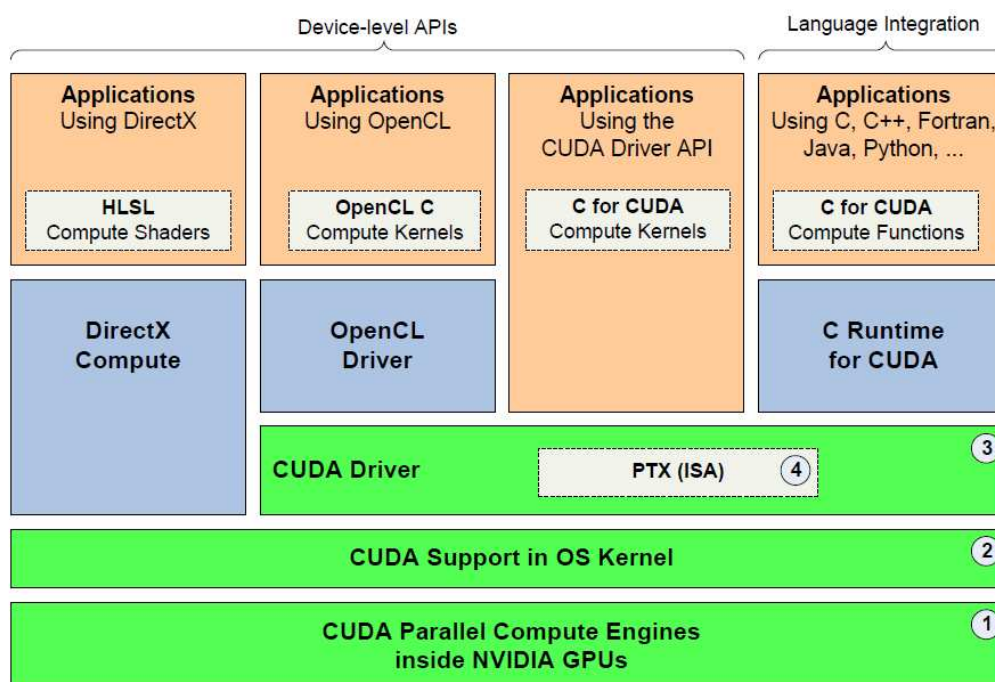 Device-level APIs
Language Integration
Applications
Using DirectX
HLSL
Compute Shaders
Applications
Using OpenCL
OpenCL C
Compute Kernels
Applications
Using the
CUDA Driver API
C for CUDA
Compute Kernels
Applications
Using C, C++, Fortran,
Java, Python, ...
C for CUDA
Compute Functions
DirectX
Compute
OpenCL
Driver
C Runtime
for CUDA
3
CUDA Driver
PTX (ISA)
4
CUDA Support in OS Kernel
2
1
CUDA Parallel Compute Engines
inside NVIDIA GPUs